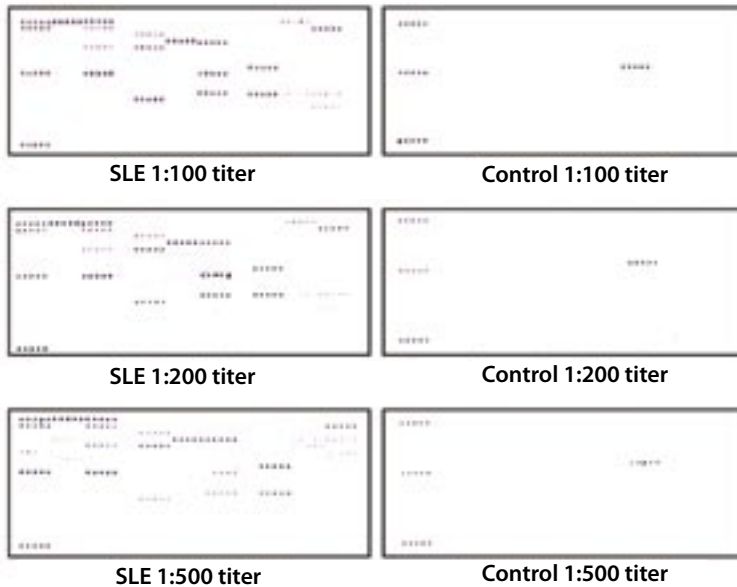 SLE 1:100 titer
Control 1:100 titer
SLE 1:200 titer
Control 1:200 titer
SLE 1:500 titer
Control 1:500 titer